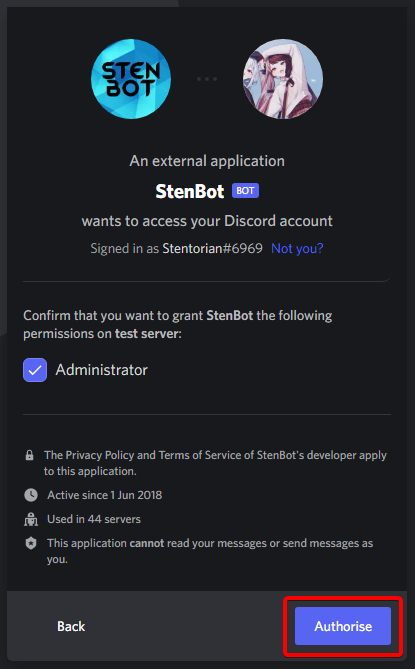 STEN
BOT
An external application
StenBot BOT
wants to access your Discord account
Signed in as Stentorian#6969 Not you?
Confirm that you want to grant StenBot the following
permissions on test server:
Administrator
The Privacy Policy and Terms of Service of StenBot's developer apply
to this application.
Active since 1 Jun 2018
Used in 44 servers
This application cannot read your messages or send messages as
you.
Back
Authorise